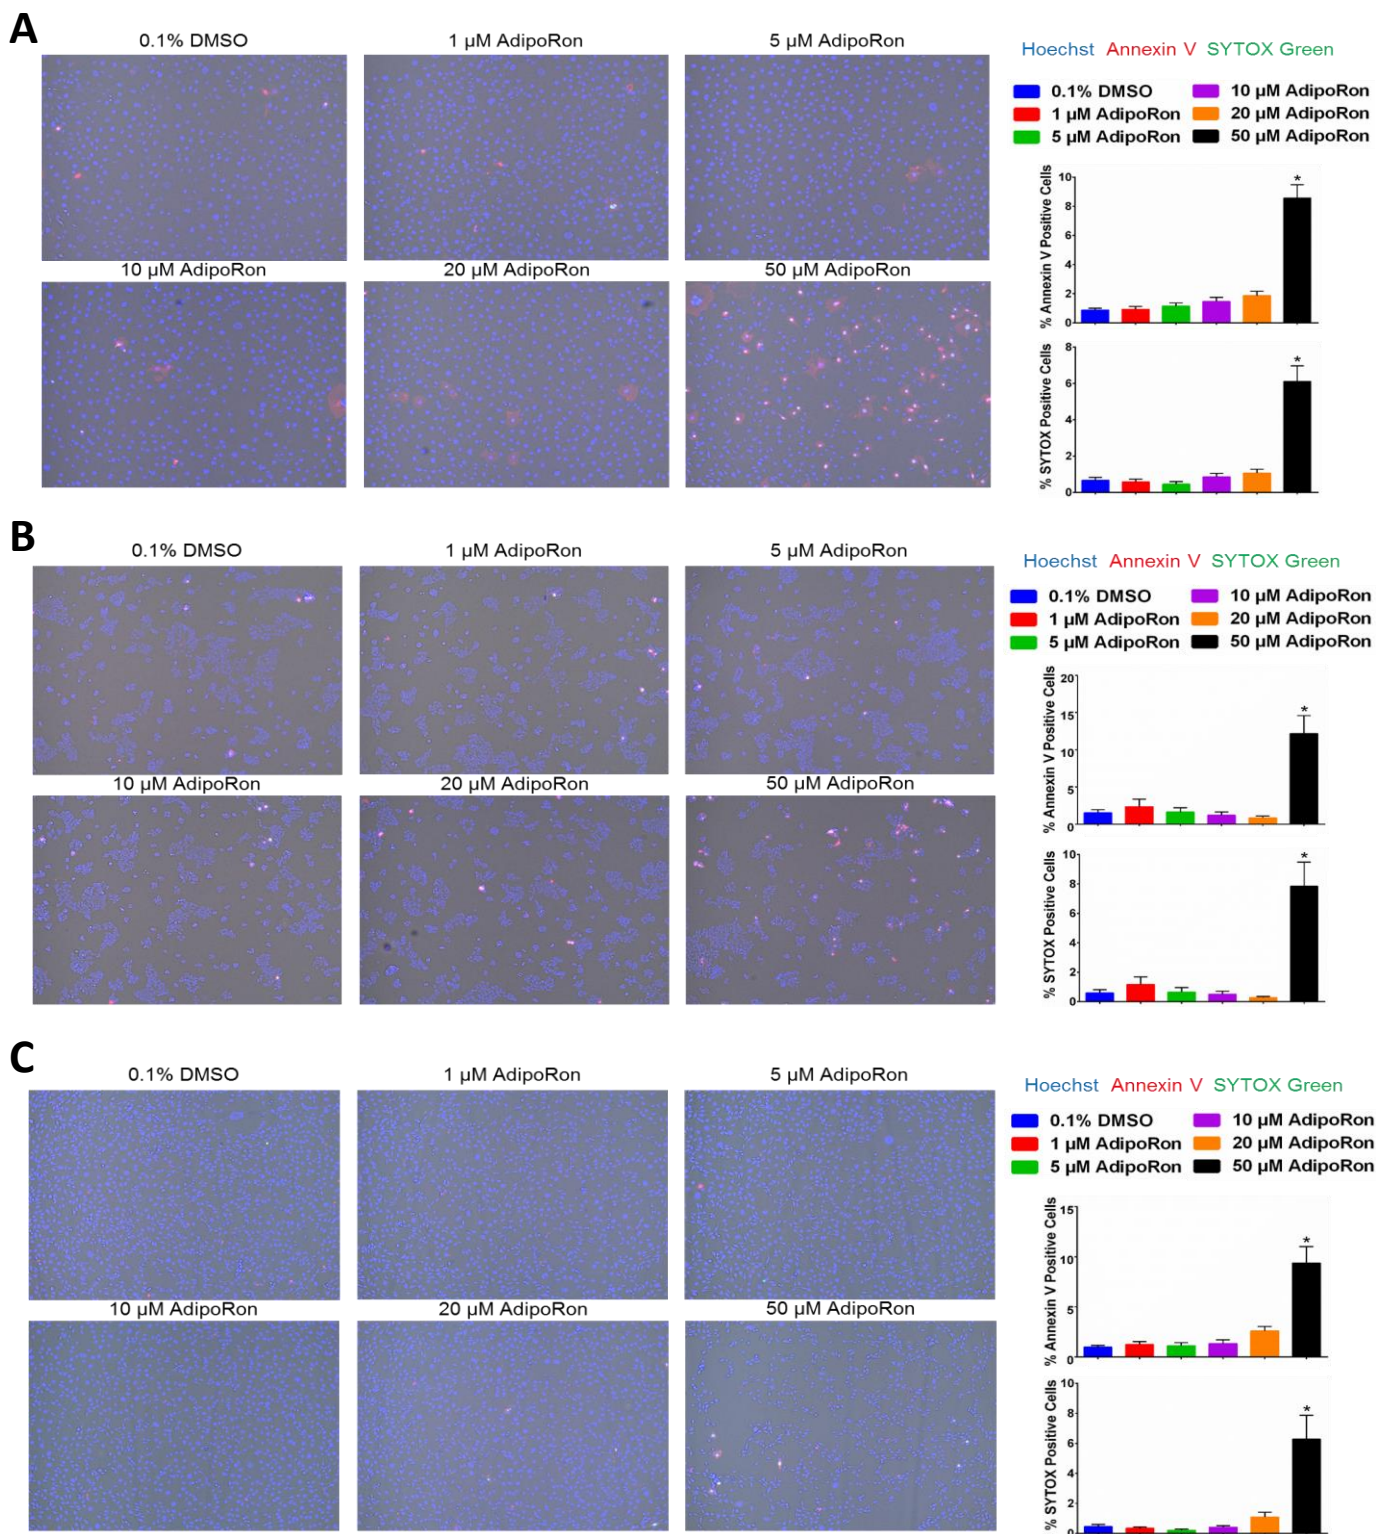 A
0.1% DMSO
1 µM AdipoRon
5 µM AdipoRon
10 µM AdipoRon
20 µM AdipoRon
50 µM AdipoRon
Hoechst Annexin V SYTOX Green
0.1% DMSO
10 µM AdipoRon
1 µM AdipoRon
20 µM AdipoRon
5 µM AdipoRon
50 µM AdipoRon
% Annexin V Positive Cells
10
8
6
4
2
0
*
% SYTOX Positive Cells
8
6
4
2
0
*
B
0.1% DMSO
1 µM AdipoRon
5 µM AdipoRon
10 µM AdipoRon
20 µM AdipoRon
50 µM AdipoRon
Hoechst Annexin V SYTOX Green
0.1% DMSO
10 µM AdipoRon
1 µM AdipoRon
20 µM AdipoRon
5 µM AdipoRon
50 µM AdipoRon
% Annexin V Positive Cells
20
15
10
5
0
*
% SYTOX Positive Cells
10
8
6
4
2
0
*
C
0.1% DMSO
1 µM AdipoRon
5 µM AdipoRon
10 µM AdipoRon
20 µM AdipoRon
50 µM AdipoRon
Hoechst Annexin V SYTOX Green
0.1% DMSO
10 µM AdipoRon
1 µM AdipoRon
20 µM AdipoRon
5 µM AdipoRon
50 µM AdipoRon
% Annexin V Positive Cells
15
10
5
0
*
% SYTOX Positive Cells
10
8
6
4
2
0
*